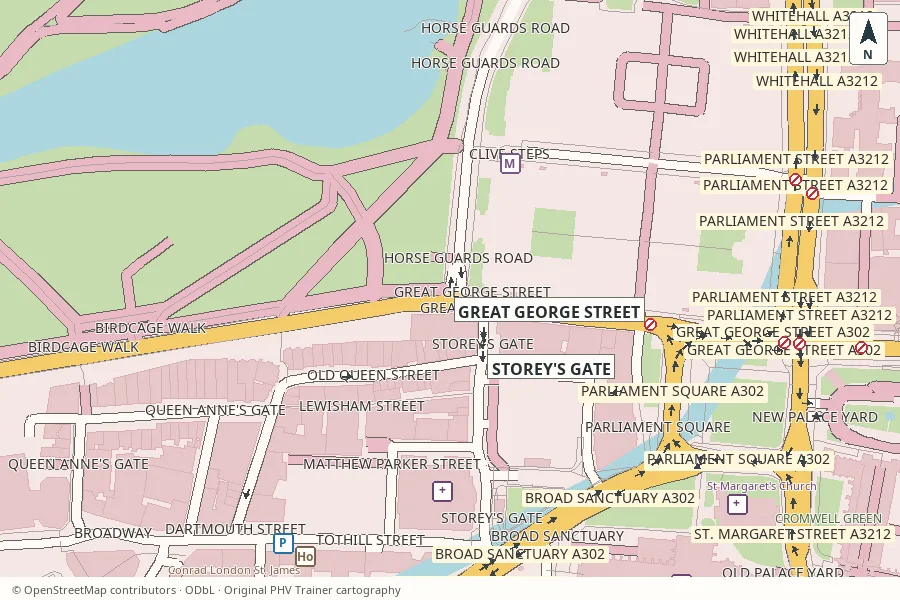 WHITEHALL A3212
HORSE GUARDS ROAD
WHITEHALL A3212
N
WHITEHALL A3212
HORSE GUARDS ROAD
WHITEHALL A3212
CLIVE STEPS
M
PARLIAMENT STREET A3212
PARLIAMENT STREET A3212
PARLIAMENT STREET A3212
HORSE GUARDS ROAD
GREAT GEORGE STREET
PARLIAMENT STREET A3212
GREA
GREAT GEORGE STREET
PARLIAMENT STREET A3212
BIRDCAGE WALK
GREAT GEORGE STREET A302
BIRDCAGE WALK
STOREY'S GATE
GREAT GEORGE STREET A302
STOREY'S GATE
OLD QUEEN STREET
PARLIAMENT SQUARE A302
QUEEN ANNE'S GATE
LEWISHAM STREET
NEW PALACE YARD
PARLIAMENT SQUARE
QUEEN ANNE'S GATE
MATTHEW PARKER STREET
PARLIAMENT SQUARE A302
St Margaret's Church
BROAD SANCTUARY A302
STOREY'S GATE
CROMWELL GREEN
BROADWAY
DARTMOUTH STREET
TOTHILL STREET
BROAD SANCTUARY
ST. MARGARET STREET A3212
P
Ho
BROAD SANCTUARY A302
Conrad London St. James
OLD PALACE YARD
© OpenStreetMap contributors · ODbL · Original PHV Trainer cartography